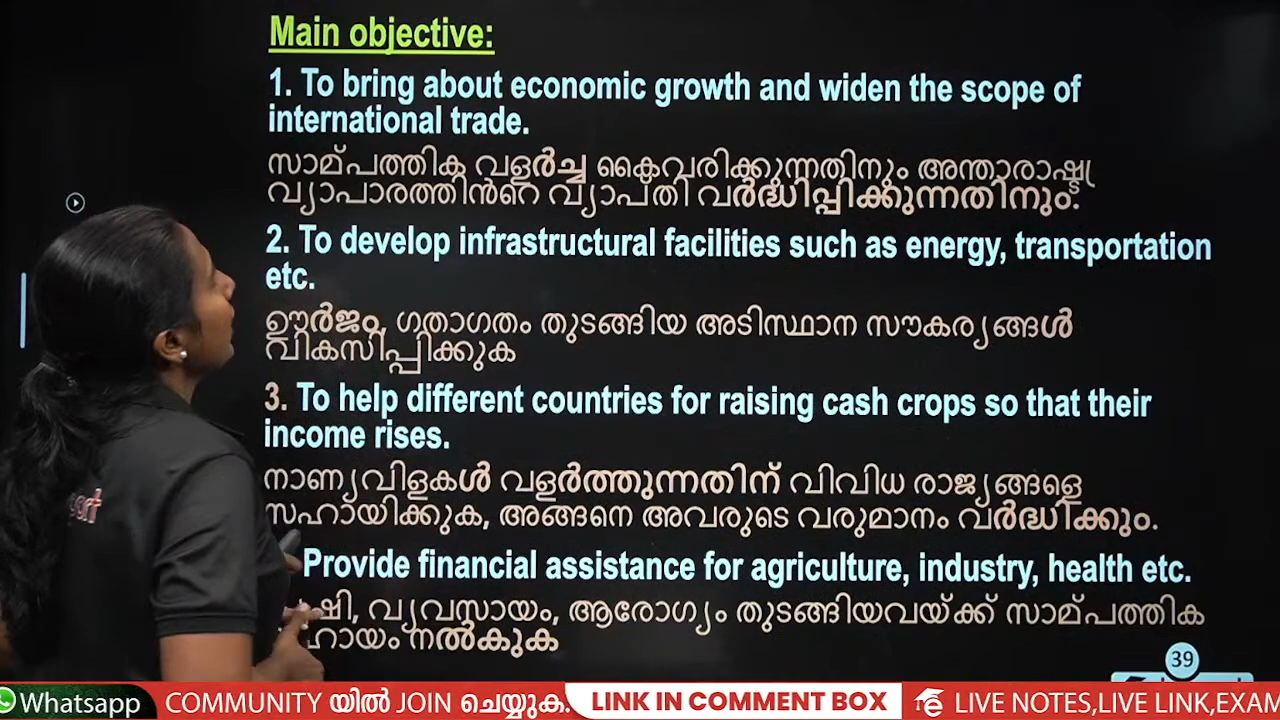 Main objective:
1. To bring about economic growth and widen the scope of
international trade.
സാമ്പത്തിക വളർച്ച കൈവരിക്കുന്നതിനും അന്താരാഷ്ട്ര
വ്യാപാരത്തിൻറെ വ്യാപ്തി വർദ്ധിപ്പിക്കുന്നതിനും.
2. To develop infrastructural facilities such as energy, transportation
etc.
ഊർജം, ഗതാഗതം തുടങ്ങിയ അടിസ്ഥാന സൗകര്യങ്ങൾ
വികസിപ്പിക്കുക
3. To help different countries for raising cash crops so that their
income rises.
നാണ്യവിളകൾ വളർത്തുന്നതിന് വിവിധ രാജ്യങ്ങളെ
സഹായിക്കുക, അങ്ങനെ അവരുടെ വരുമാനം വർദ്ധിക്കും.
Provide financial assistance for agriculture, industry, health etc.
വ്യവസായം, ആരോഗ്യം തുടങ്ങിയവയ്ക്ക് സാമ്പത്തിക
നൽകുക
39
Whatsapp COMMUNITY യിൽ JOIN ചെയ്യുക. LINK IN COMMENT BOX LIVE NOTES,LIVE LINK,EXAM